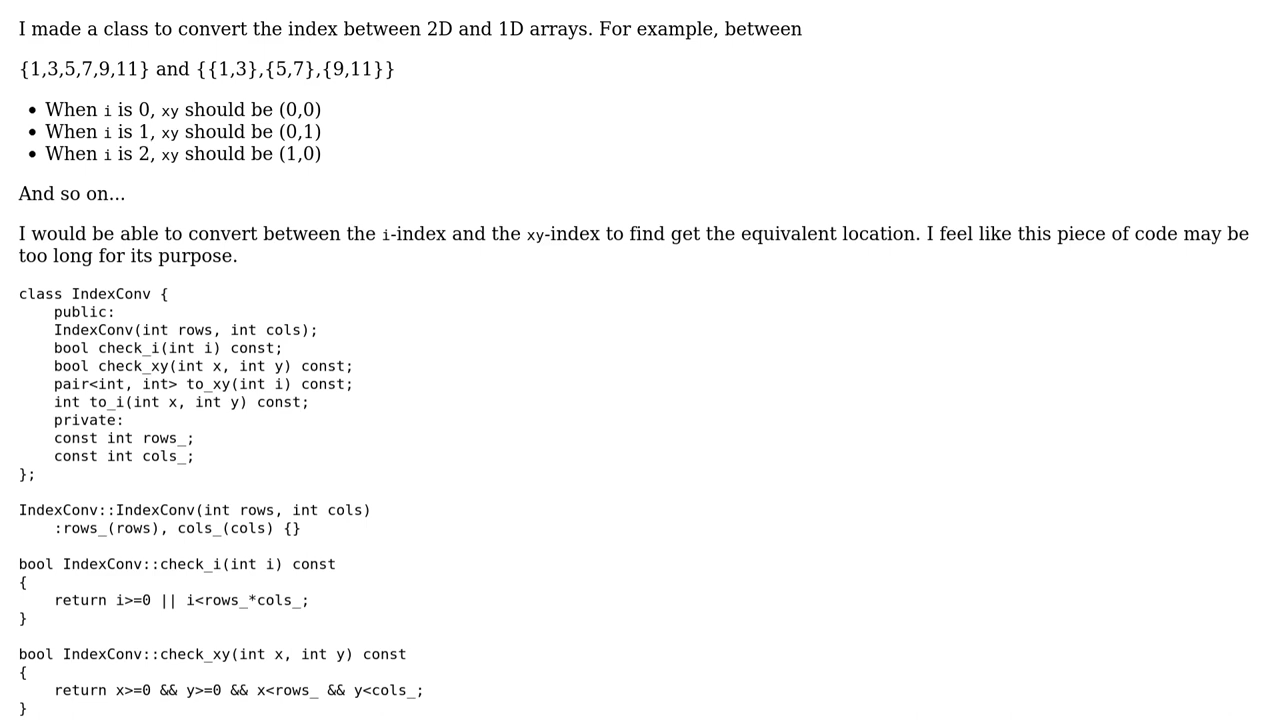 I made a class to convert the index between 2D and 1D arrays. For example, between
{1,3,5,7,9,11} and {{1,3},{5,7},{9,11}}
• When i is 0, xy should be (0,0)
• When i is 1, xy should be (0,1)
• When i is 2, xy should be (1,0)
And so on...
I would be able to convert between the i-index and the xy-index to find get the equivalent location. I feel like this piece of code may be
too long for its purpose.
class IndexConv {
    public:
    IndexConv(int rows, int cols);
    bool check_i(int i) const;
    bool check_xy(int x, int y) const;
    pair<int, int> to_xy(int i) const;
    int to_i(int x, int y) const;
    private:
    const int rows_;
    const int cols_;
};
IndexConv::IndexConv(int rows, int cols)
    :rows_(rows), cols_(cols) {}
bool IndexConv::check_i(int i) const
{
    return i>=0 || i<rows_*cols_;
}
bool IndexConv::check_xy(int x, int y) const
{
    return x>=0 && y>=0 && x<rows_ && y<cols_;
}